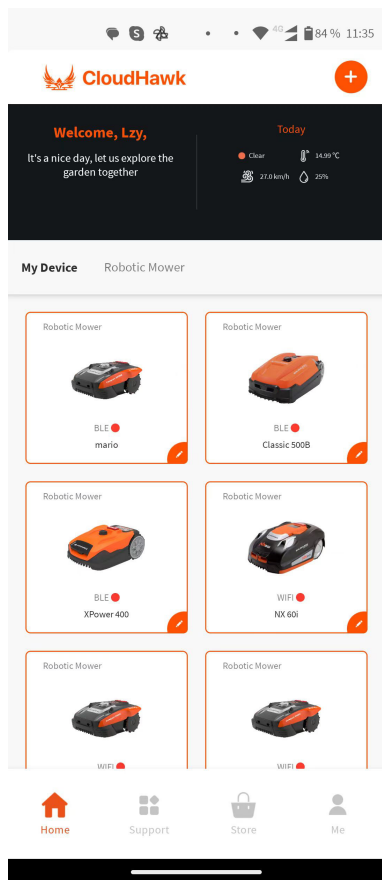 4G 84 % 11:35
CloudHawk
Welcome, Lzy,
It's a nice day, let us explore the
garden together
Today
Clear 14.99 ℃
27.0 km/h 25%
My Device Robotic Mower
Robotic Mower
BLE
mario
Robotic Mower
BLE
Classic 500B
Robotic Mower
BLE
XPower 400
Robotic Mower
WIFI
NX 60i
Robotic Mower
WIFI
Robotic Mower
WIFI
Home Support Store Me